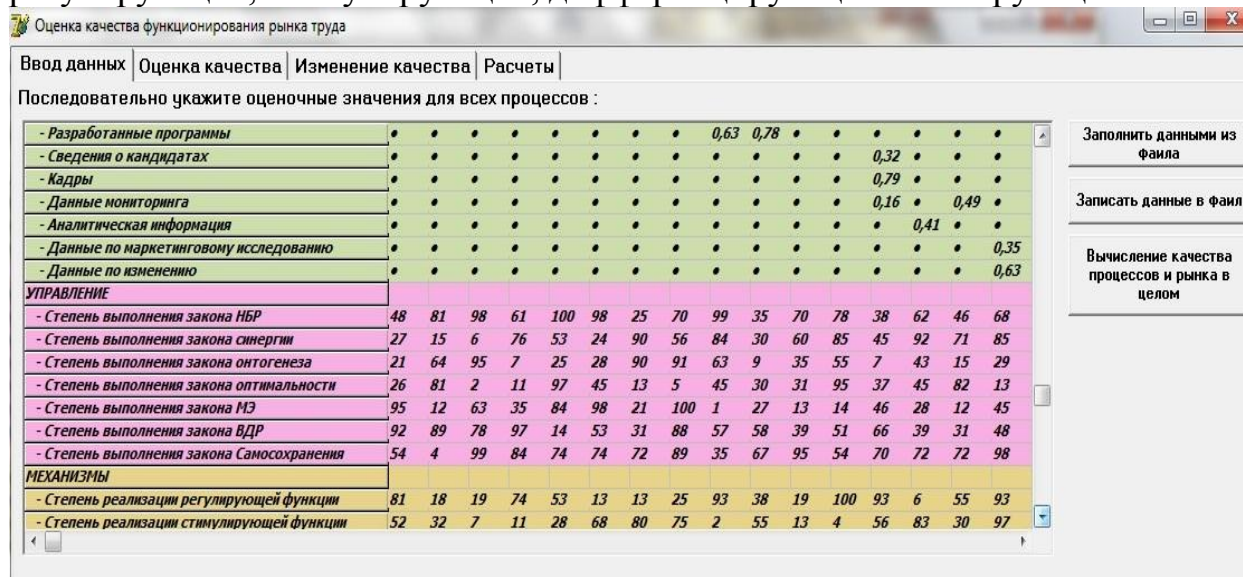 Оценка качества функционирования рынка труда
Ввод данных Оценка качества Изменение качества Расчеты
Последовательно укажите оценочные значения для всех процессов :
- Разработанные программы • • • • • • • • 0,63 0,78 • • • • • •
- Сведения о кандидатах • • • • • • • • • • • • 0,32 • • •
- Кадры • • • • • • • • • • • • 0,79 • • •
- Данные мониторинга • • • • • • • • • • • • 0,16 • 0,49 •
- Аналитическая информация • • • • • • • • • • • • • 0,41 • •
- Данные по маркетинговому исследованию • • • • • • • • • • • • • • • 0,35
- Данные по изменению • • • • • • • • • • • • • • • 0,63
УПРАВЛЕНИЕ
- Степень выполнения закона НБР 48 81 98 61 100 98 25 70 99 35 70 78 38 62 46 68
- Степень выполнения закона синергии 27 15 6 76 53 24 90 56 84 30 60 85 45 92 71 85
- Степень выполнения закона онтогенеза 21 64 95 7 25 28 90 91 63 9 35 55 7 43 15 29
- Степень выполнения закона оптимальности 26 81 2 11 97 45 13 5 45 30 31 95 37 45 82 13
- Степень выполнения закона МЭ 95 12 63 35 84 98 21 100 1 27 13 14 46 28 12 45
- Степень выполнения закона ВДР 92 89 78 97 14 53 31 88 57 58 39 51 66 39 31 48
- Степень выполнения закона Самосохранения 54 4 99 84 74 74 72 89 35 67 95 54 70 72 72 98
МЕХАНИЗМЫ
- Степень реализации регулирующей функции 81 18 19 74 53 13 13 25 93 38 19 100 93 6 55 93
- Степень реализации стимулирующей функции 52 32 7 11 28 68 80 75 2 55 13 4 56 83 30 97
Заполнить данными из
фаила
Записать данные в фаил
Вычисление качества
процессов и рынка в
целом